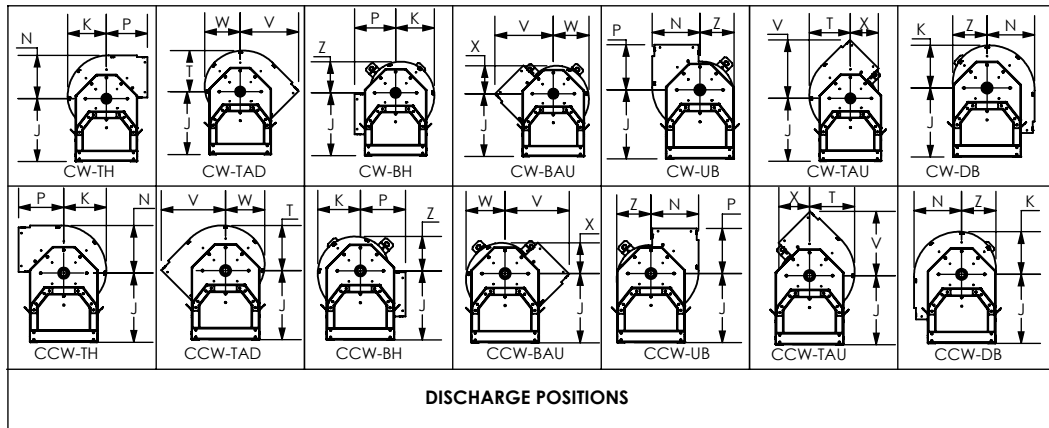 N K P
J
CW-TH
W V
T
J
CW-TAD
P K
Z
J
CW-BH
V W
X
J
CW-BAU
N Z
P
J
CW-UB
V T X
J
CW-TAU
K Z N
J
CW-DB
P K N
J
CCW-TH
V W T
J
CCW-TAD
K P Z
J
CCW-BH
W V X
J
CCW-BAU
Z N P
J
CCW-UB
X T
V
J
CCW-TAU
N Z K
J
CCW-DB
DISCHARGE POSITIONS